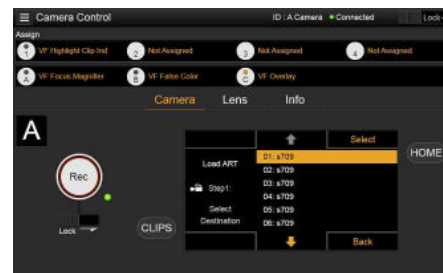 Camera Control
ID : A Camera
Connected
Lock
Assign
1 VF Highlight Clip Ind
2 Not Assigned
3 Not Assigned
4 Not Assigned
A VF Focus Magnifier
B VF False Color
C VF Overlay
Camera Lens Info
A
Select
HOME
Load ART
01: s709
02: s709
Rec
Step1:
03: s709
04: s709
Select
Destination
05: s709
06: s709
Lock
CLIPS
Back